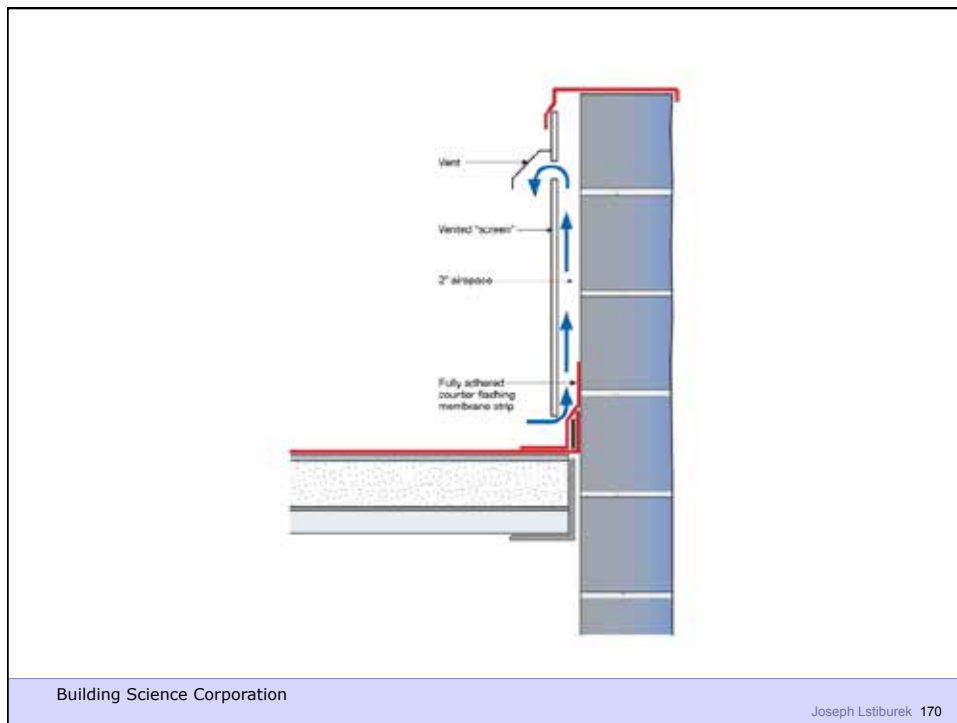 Vent
Vented "screen"
2" airspace
Fully adhered
counter flashing
membrane strip
Building Science Corporation
Joseph Lstiburek 170